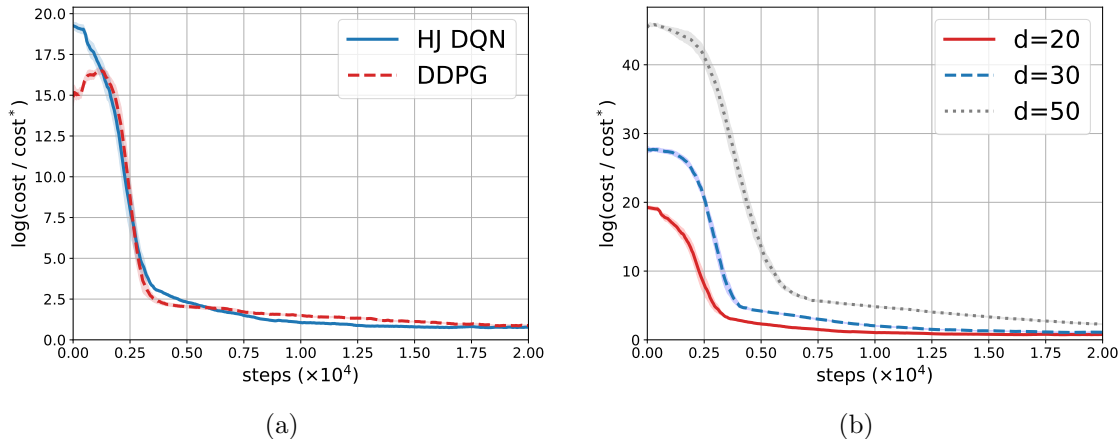 20.0
17.5
15.0
12.5
10.0
7.5
5.0
2.5
0.0
log(cost / cost*)
HJ DQN
DDPG
0.00 0.25 0.50 0.75 1.00 1.25 1.50 1.75 2.00
steps (×10⁴)
(a)
40
30
20
10
0
log(cost / cost*)
d=20
d=30
d=50
0.00 0.25 0.50 0.75 1.00 1.25 1.50 1.75 2.00
steps (×10⁴)
(b)